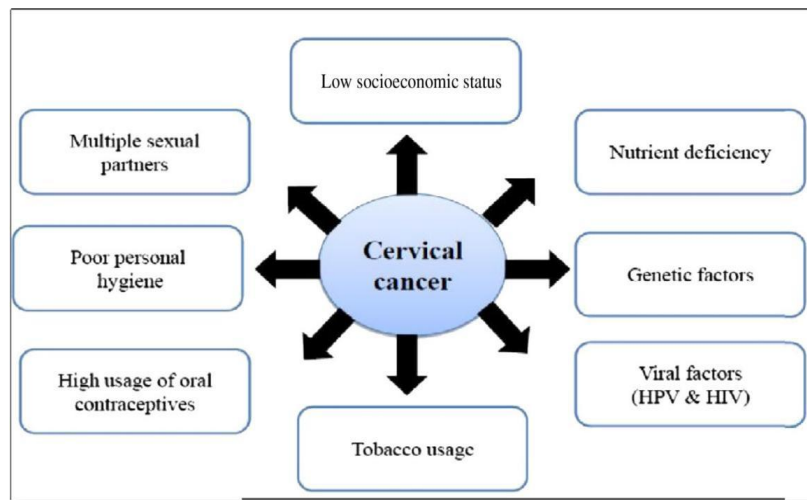 Low socioeconomic status
Multiple sexual
partners
Nutrient deficiency
Cervical
cancer
Poor personal
hygiene
Genetic factors
High usage of oral
contraceptives
Viral factors
(HPV & HIV)
Tobacco usage